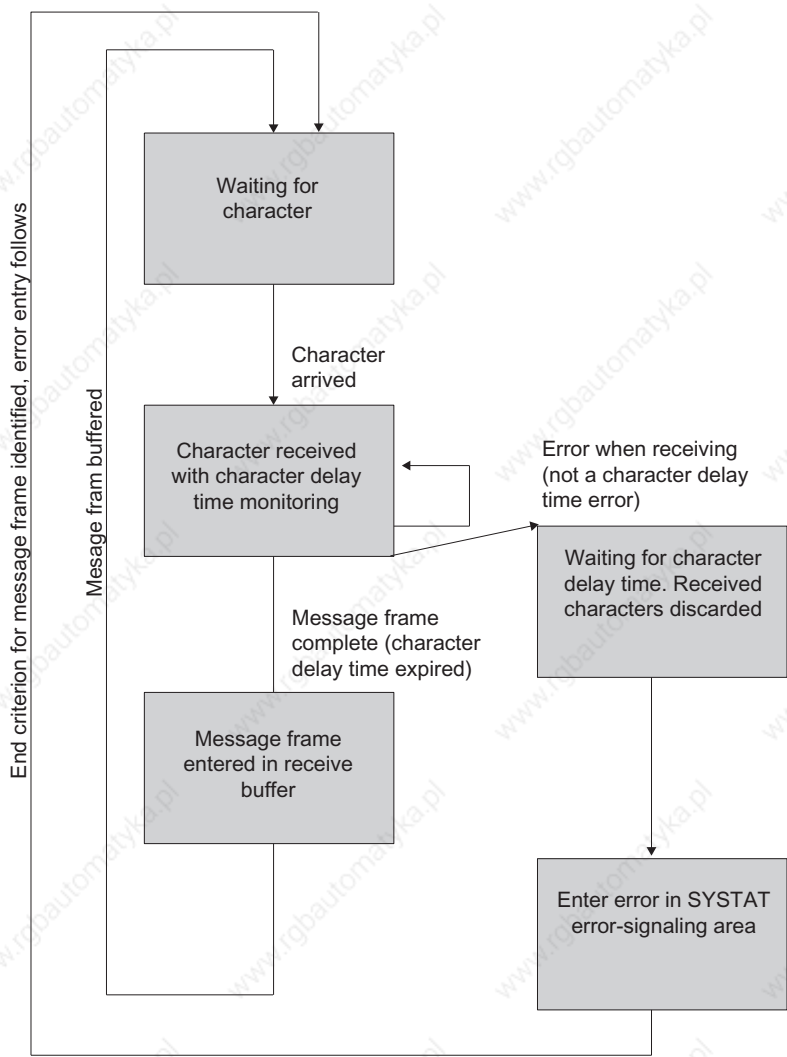 Waiting for
character
Character
arrived
Character received
with character delay
time monitoring
Error when receiving
(not a character delay
time error)
Waiting for character
delay time. Received
characters discarded
Message frame
complete (character
delay time expired)
Message frame
entered in receive
buffer
Enter error in SYSTAT
error-signaling area
Mesage fram buffered
End criterion for message frame identified, error entry follows
www.rgbautomatyka.pl